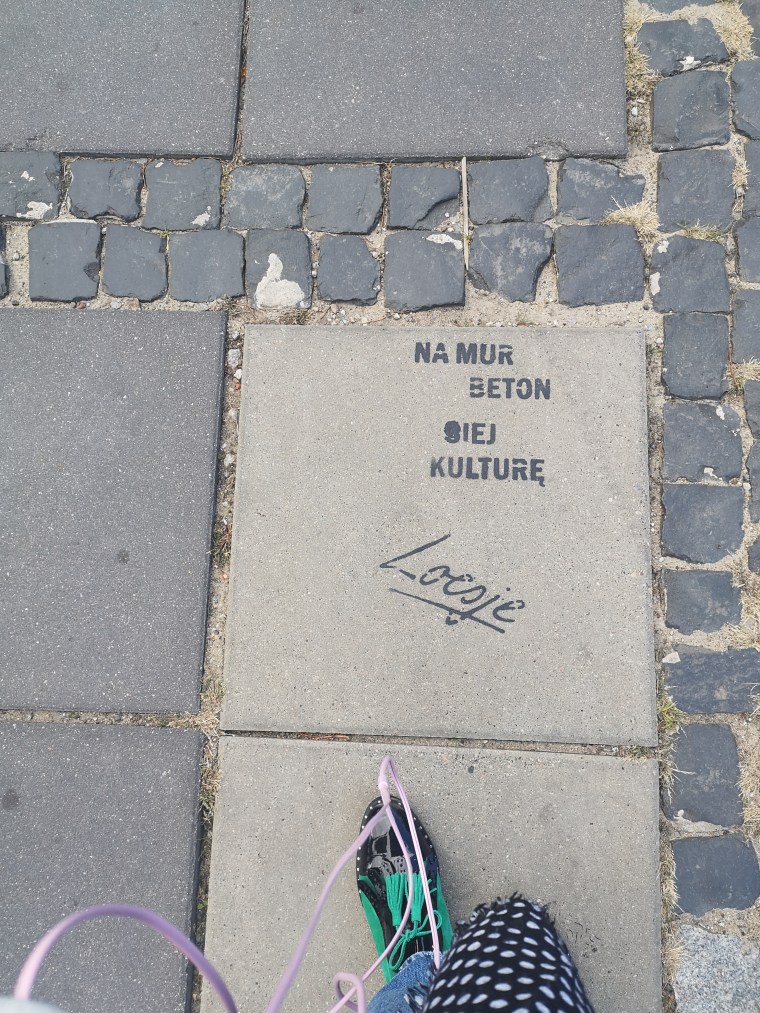 NA MUR
BETON
SIEJ
KULTURĘ
Loesje